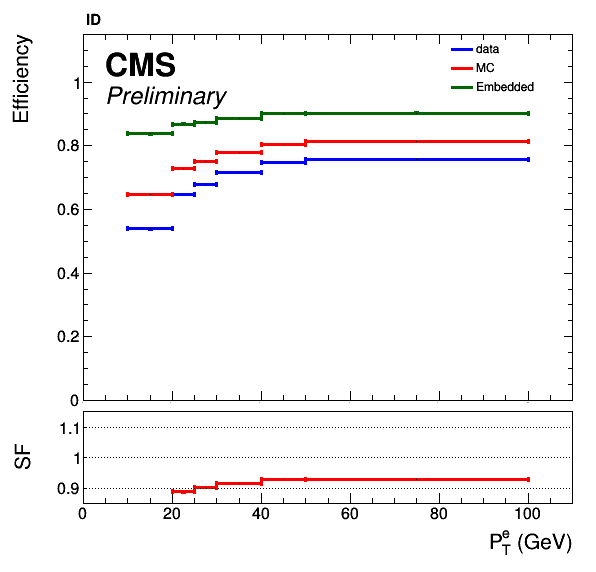 ID
Efficiency
CMS
Preliminary
data
MC
Embedded
1
0.8
0.6
0.4
0.2
0
SF
1.1
1
0.9
0 20 40 60 80 100
P_T^e (GeV)